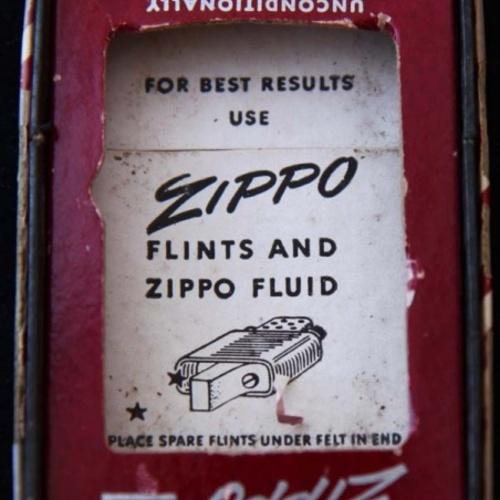 UNCONDITIONALLY
FOR BEST RESULTS
USE
ZIPPO
FLINTS AND
ZIPPO FLUID
PLACE SPARE FLINTS UNDER FELT IN END